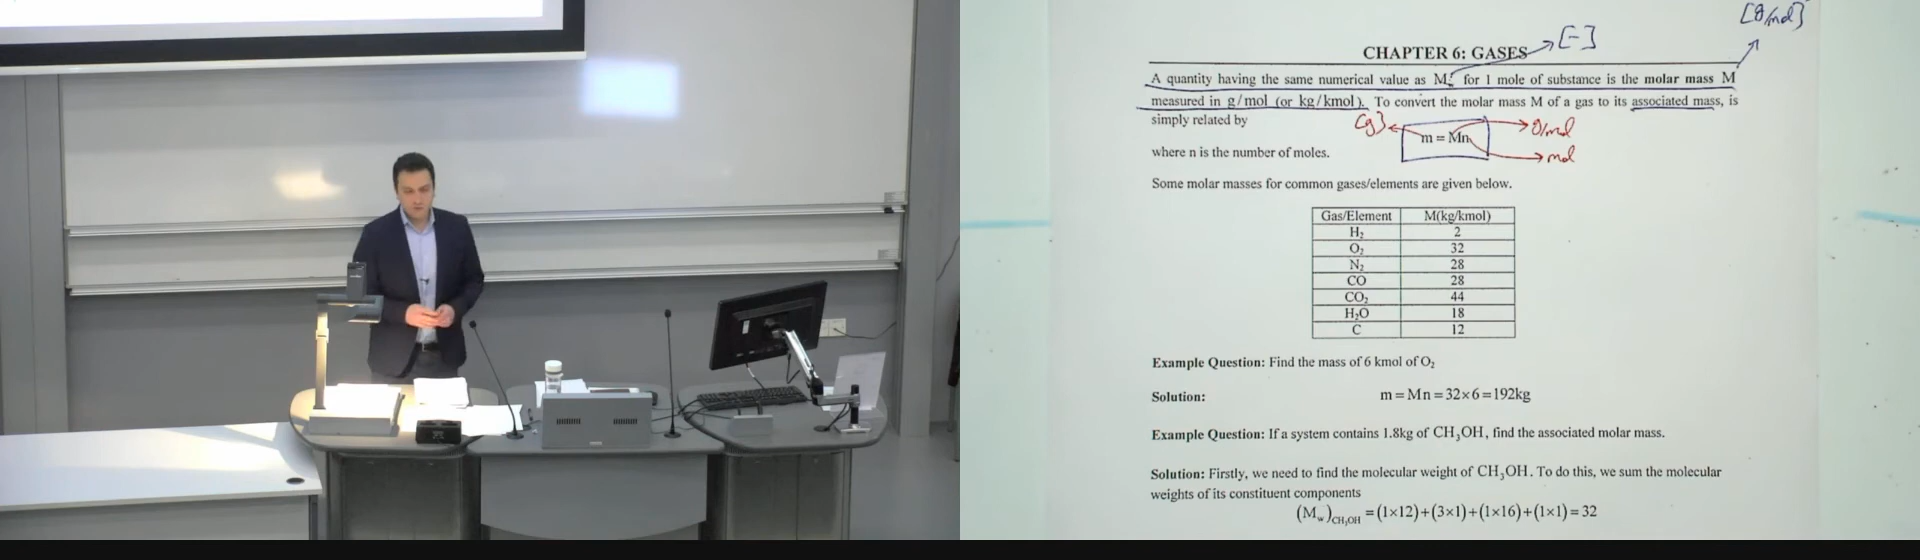 [g/mol]
CHAPTER 6: GASES
[-]
A quantity having the same numerical value as M, for 1 mole of substance is the molar mass M
measured in g/mol (or kg/kmol). To convert the molar mass M of a gas to its associated mass, is
simply related by
[g]
m = Mn
g/mol
mol
where n is the number of moles.
Some molar masses for common gases/elements are given below.
Gas/Element M(kg/kmol)
H₂ 2
O₂ 32
N₂ 28
CO 28
CO₂ 44
H₂O 18
C 12
Example Question: Find the mass of 6 kmol of O₂
Solution: m = Mn = 32×6 = 192kg
Example Question: If a system contains 1.8kg of CH₃OH, find the associated molar mass.
Solution: Firstly, we need to find the molecular weight of CH₃OH. To do this, we sum the molecular
weights of its constituent components
(Mw)CH₃OH = (1×12)+(3×1)+(1×16)+(1×1) = 32